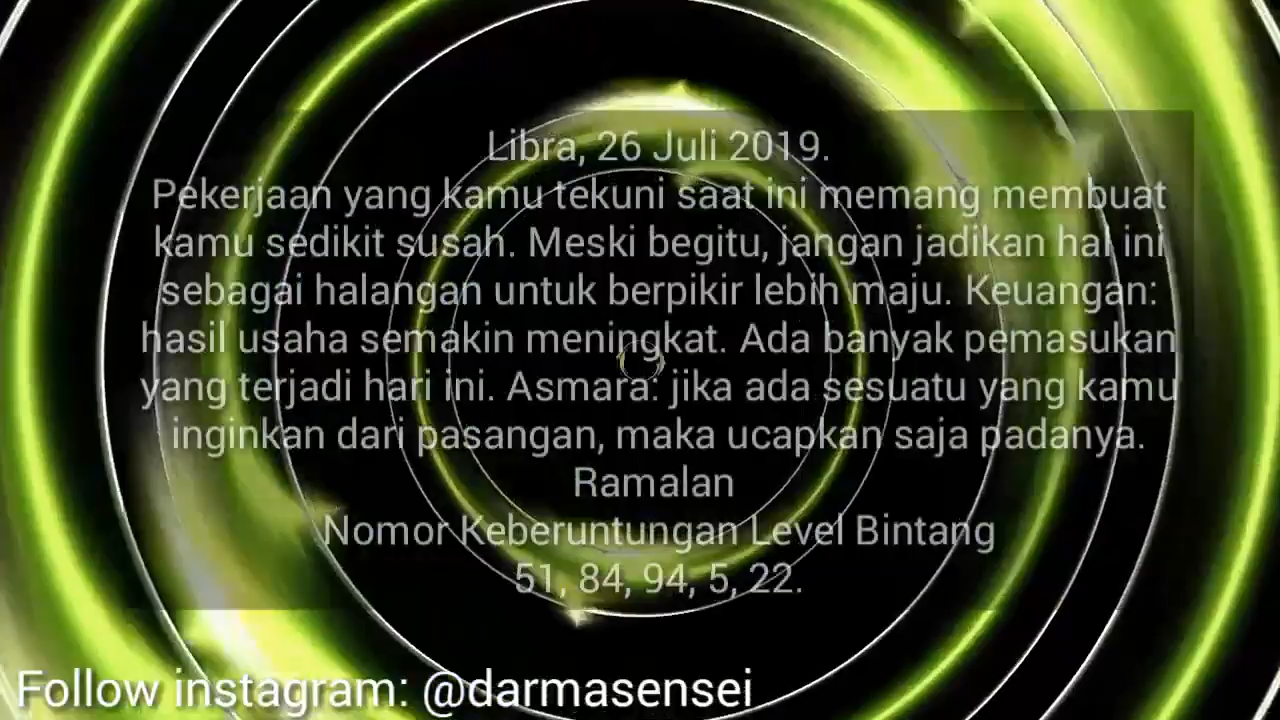 Libra, 26 Juli 2019.
Pekerjaan yang kamu tekuni saat ini memang membuat
kamu sedikit susah. Meski begitu, jangan jadikan hal ini
sebagai halangan untuk berpikir lebih maju. Keuangan:
hasil usaha semakin meningkat. Ada banyak pemasukan
yang terjadi hari ini. Asmara: jika ada sesuatu yang kamu
inginkan dari pasangan, maka ucapkan saja padanya.
Ramalan
Nomor Keberuntungan Level Bintang
51, 84, 94, 5, 22.
Follow instagram: @darmasensei